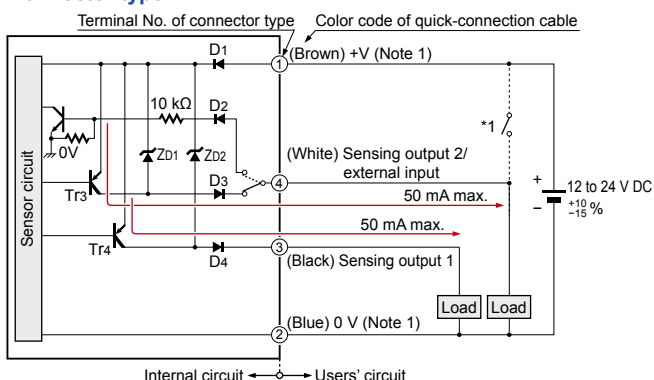 Terminal No. of connector type
Color code of quick-connection cable
D1
1
(Brown) +V (Note 1)
10 kΩ
D2
*1
0V
ZD1
ZD2
(White) Sensing output 2/
external input
Sensor circuit
Tr3
D3
4
+
12 to 24 V DC
50 mA max.
−
+10
−15 %
50 mA max.
Tr4
D4
3
(Black) Sensing output 1
Load
Load
2
(Blue) 0 V (Note 1)
Internal circuit
Users' circuit